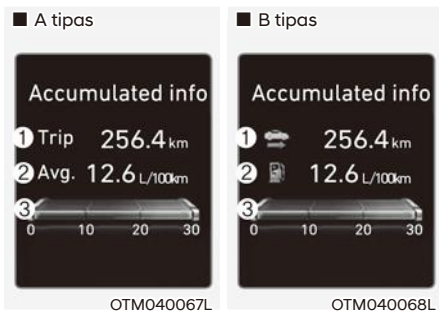 ■ A tipas
Accumulated info
① Trip 256.4 km
② Avg. 12.6 L/100km
③
0 10 20 30
OTM040067L
■ B tipas
Accumulated info
① 256.4 km
② 12.6 L/100km
③
0 10 20 30
OTM040068L